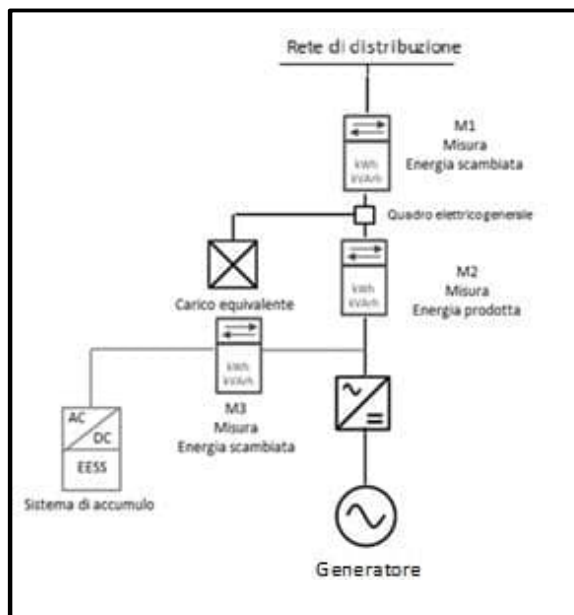 Rete di distribuzione
M1
Misura
Energia scambiata
kWh
kVArh
Quadro elettrico generale
M2
Misura
Energia prodotta
kWh
kVArh
Carico equivalente
kWh
kVArh
M3
Misura
Energia scambiata
AC
DC
EESS
Sistema di accumulo
Generatore